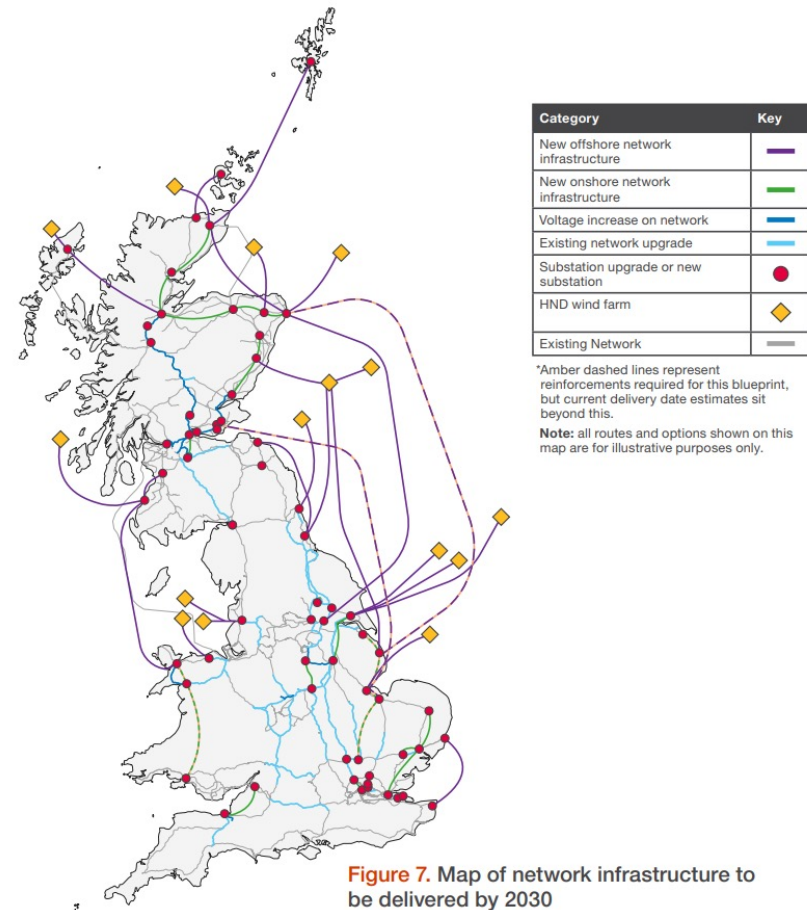 Category Key
New offshore network
infrastructure
New onshore network
infrastructure
Voltage increase on network
Existing network upgrade
Substation upgrade or new
substation
HND wind farm
Existing Network
*Amber dashed lines represent
reinforcements required for this blueprint,
but current delivery date estimates sit
beyond this.
Note: all routes and options shown on this
map are for illustrative purposes only.
Figure 7. Map of network infrastructure to
be delivered by 2030